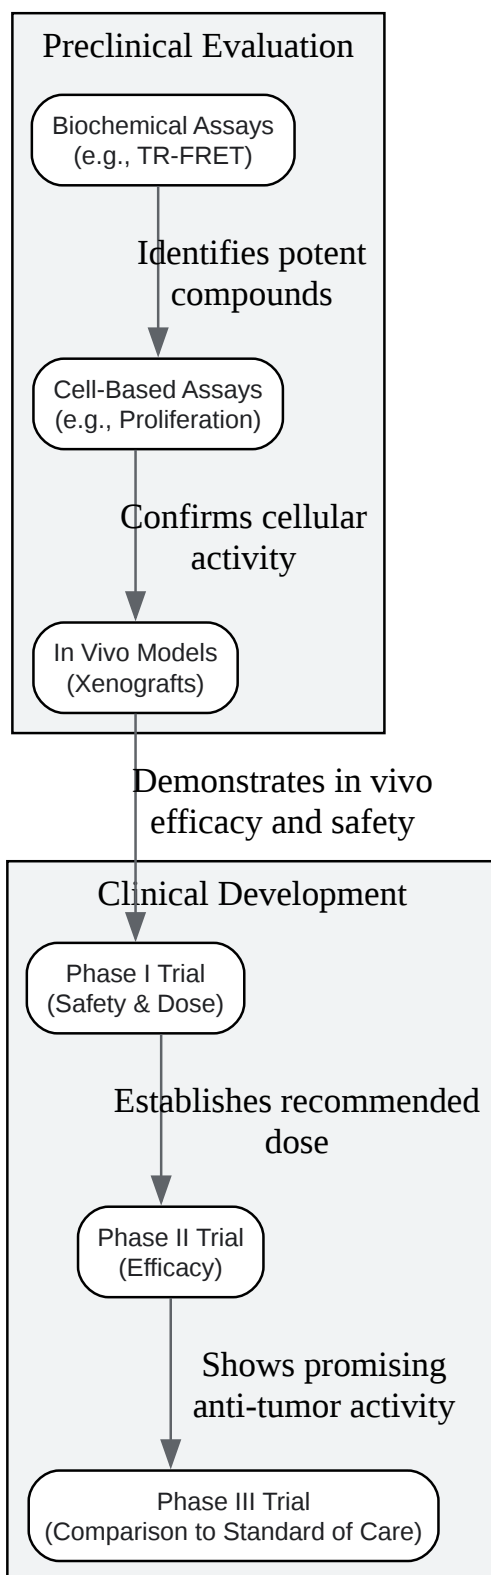 Preclinical Evaluation
Biochemical Assays
(e.g., TR-FRET)
Identifies potent
compounds
Cell-Based Assays
(e.g., Proliferation)
Confirms cellular
activity
In Vivo Models
(Xenografts)
Demonstrates in vivo
efficacy and safety
Clinical Development
Phase I Trial
(Safety & Dose)
Establishes recommended
dose
Phase II Trial
(Efficacy)
Shows promising
anti-tumor activity
Phase III Trial
(Comparison to Standard of Care)